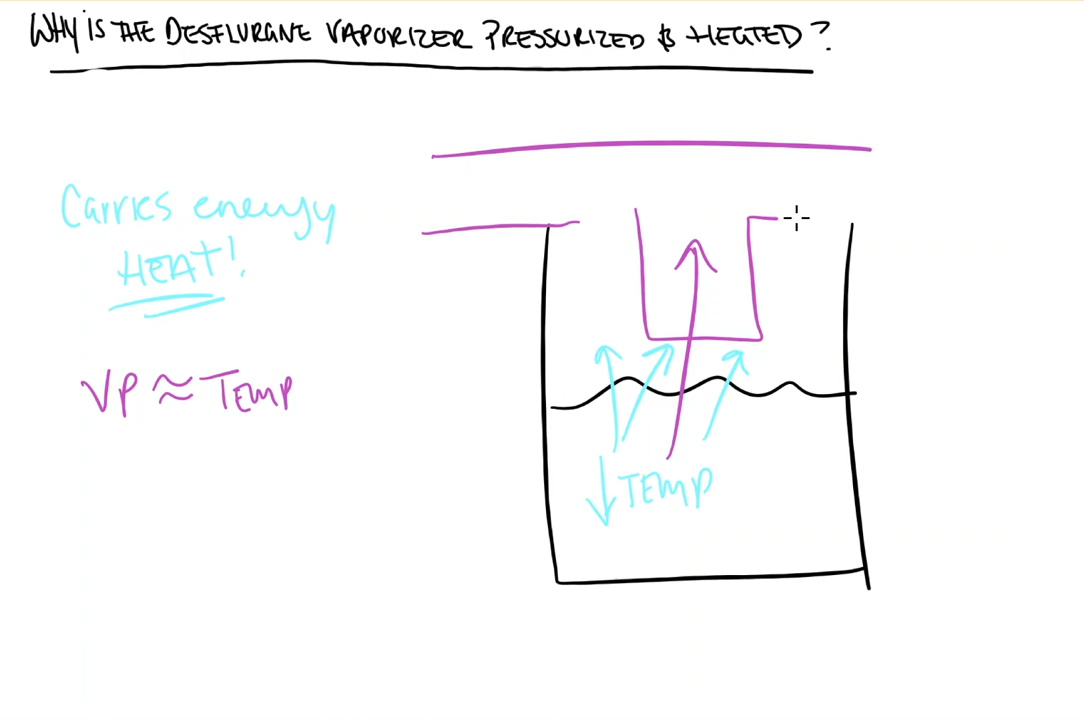 WHY IS THE DESFLURANE VAPORIZER PRESSURIZED & HEATED?
Carries energy
HEAT!
VP ≈ TEMP
↓ TEMP